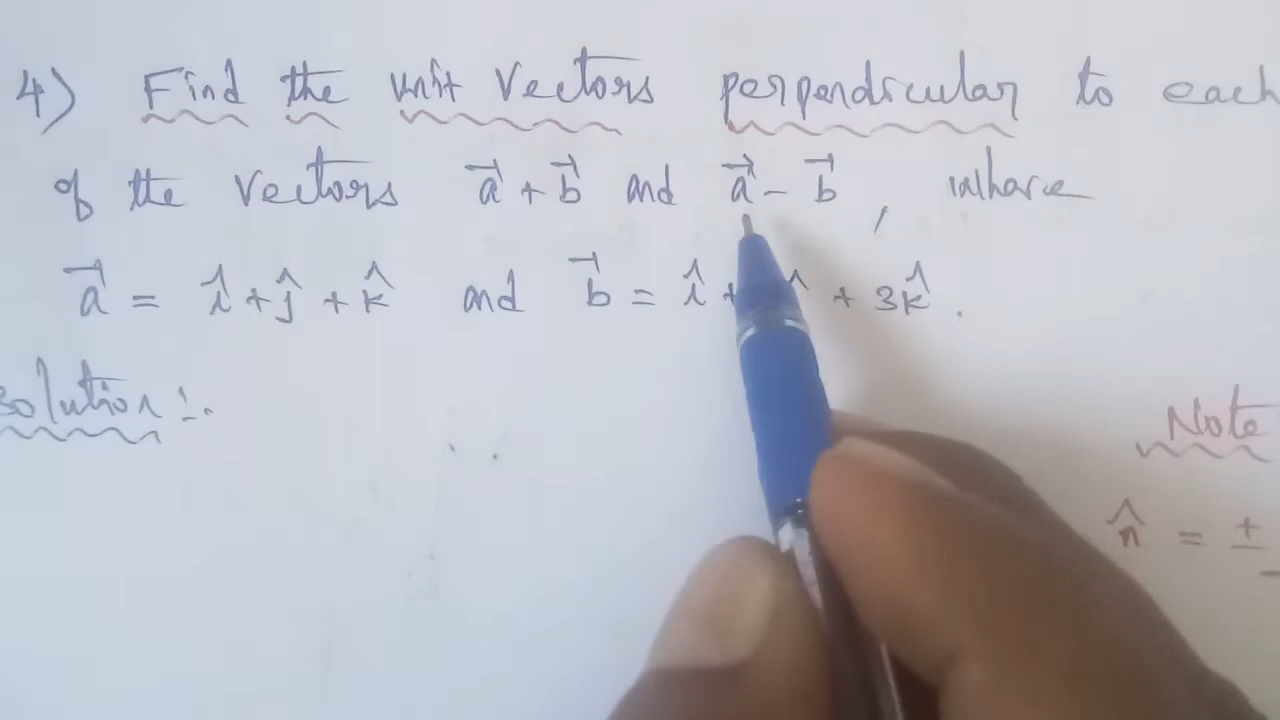 4) Find the unit vectors perpendicular to each
of the vectors a⃗ + b⃗ and a⃗ - b⃗ , where
a⃗ = î + ĵ + k̂ and b⃗ = î + + 3k̂ .
Solution :-
Note
n̂ = ±